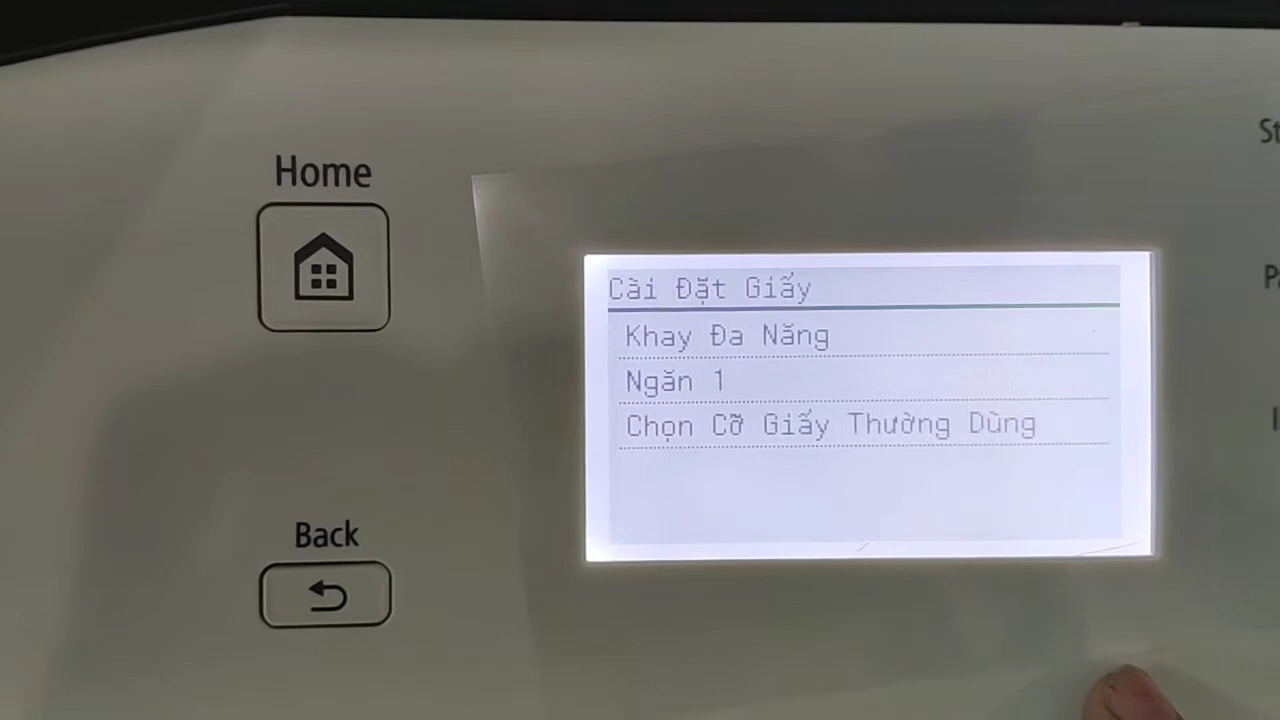 Home
Cài Đặt Giấy
Khay Đa Năng
Ngăn 1
Chọn Cỡ Giấy Thường Dùng
Back